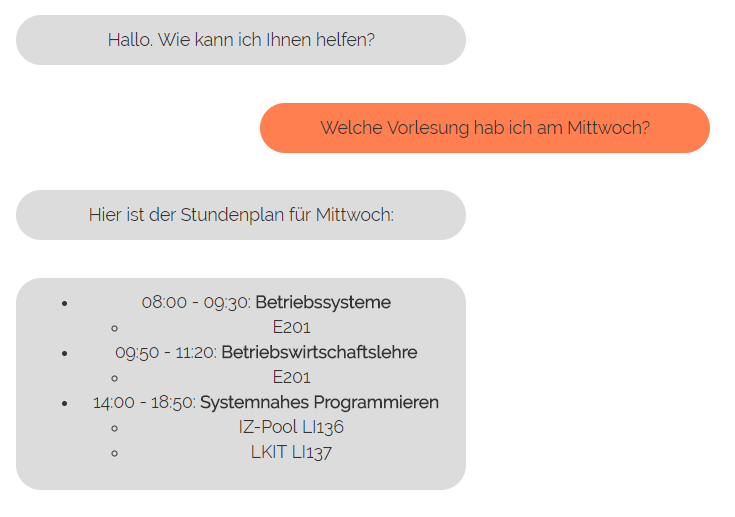 Hallo. Wie kann ich Ihnen helfen?
Welche Vorlesung hab ich am Mittwoch?
Hier ist der Stundenplan für Mittwoch:
08:00 - 09:30: Betriebssysteme
E201
09:50 - 11:20: Betriebswirtschaftslehre
E201
14:00 - 18:50: Systemnahes Programmieren
IZ-Pool LI136
LKIT LI137